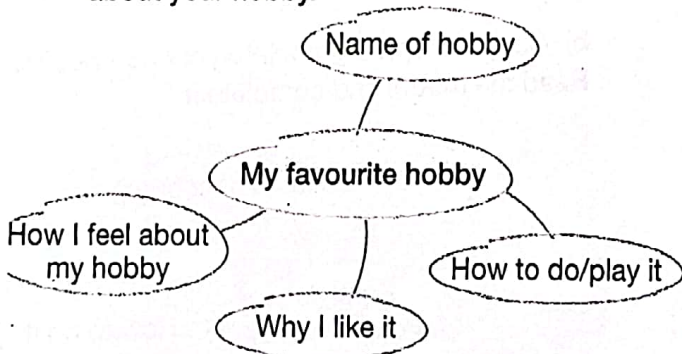 about your hobby.
Name of hobby
My favourite hobby
How I feel about
my hobby
How to do/play it
Why I like it